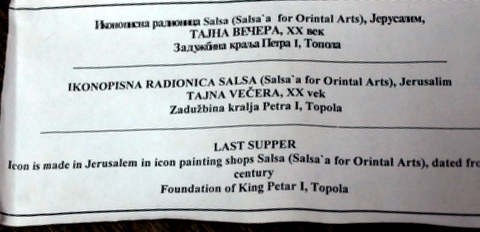 Иконописна радионица Salsa (Salsa`a for Orintal Arts), Јерусалим,
ТАЈНА ВЕЧЕРА, XX век
Задужбина краља Петра I, Топола
IKONOPISNA RADIONICA SALSA (Salsa`a for Orintal Arts), Jerusalim
TAJNA VEČERA, XX vek
Zadužbina kralja Petra I, Topola
LAST SUPPER
Icon is made in Jerusalem in icon painting shops Salsa (Salsa`a for Orintal Arts), dated
century
Foundation of King Petar I, Topola